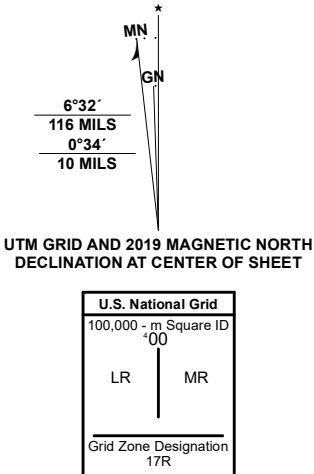 ★
MN
GN
6°32´
116 MILS
0°34´
10 MILS
UTM GRID AND 2019 MAGNETIC NORTH
DECLINATION AT CENTER OF SHEET
U.S. National Grid
100,000 - m Square ID
⁴00
LR MR
Grid Zone Designation
17R